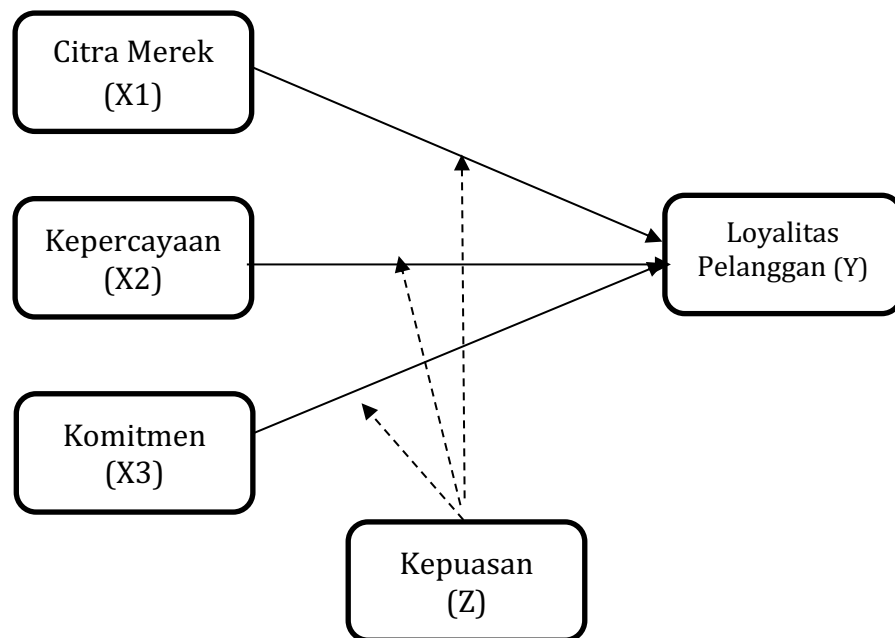 Citra Merek
(X1)
Kepercayaan
(X2)
Loyalitas
Pelanggan (Y)
Komitmen
(X3)
Kepuasan
(Z)